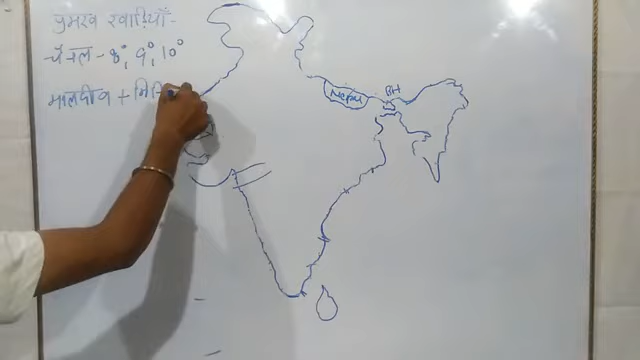 प्रमुख खाड़ियाँ -
चैनल - 8°, 9°, 10°
मालदीव + मिनि
Nepal
BH